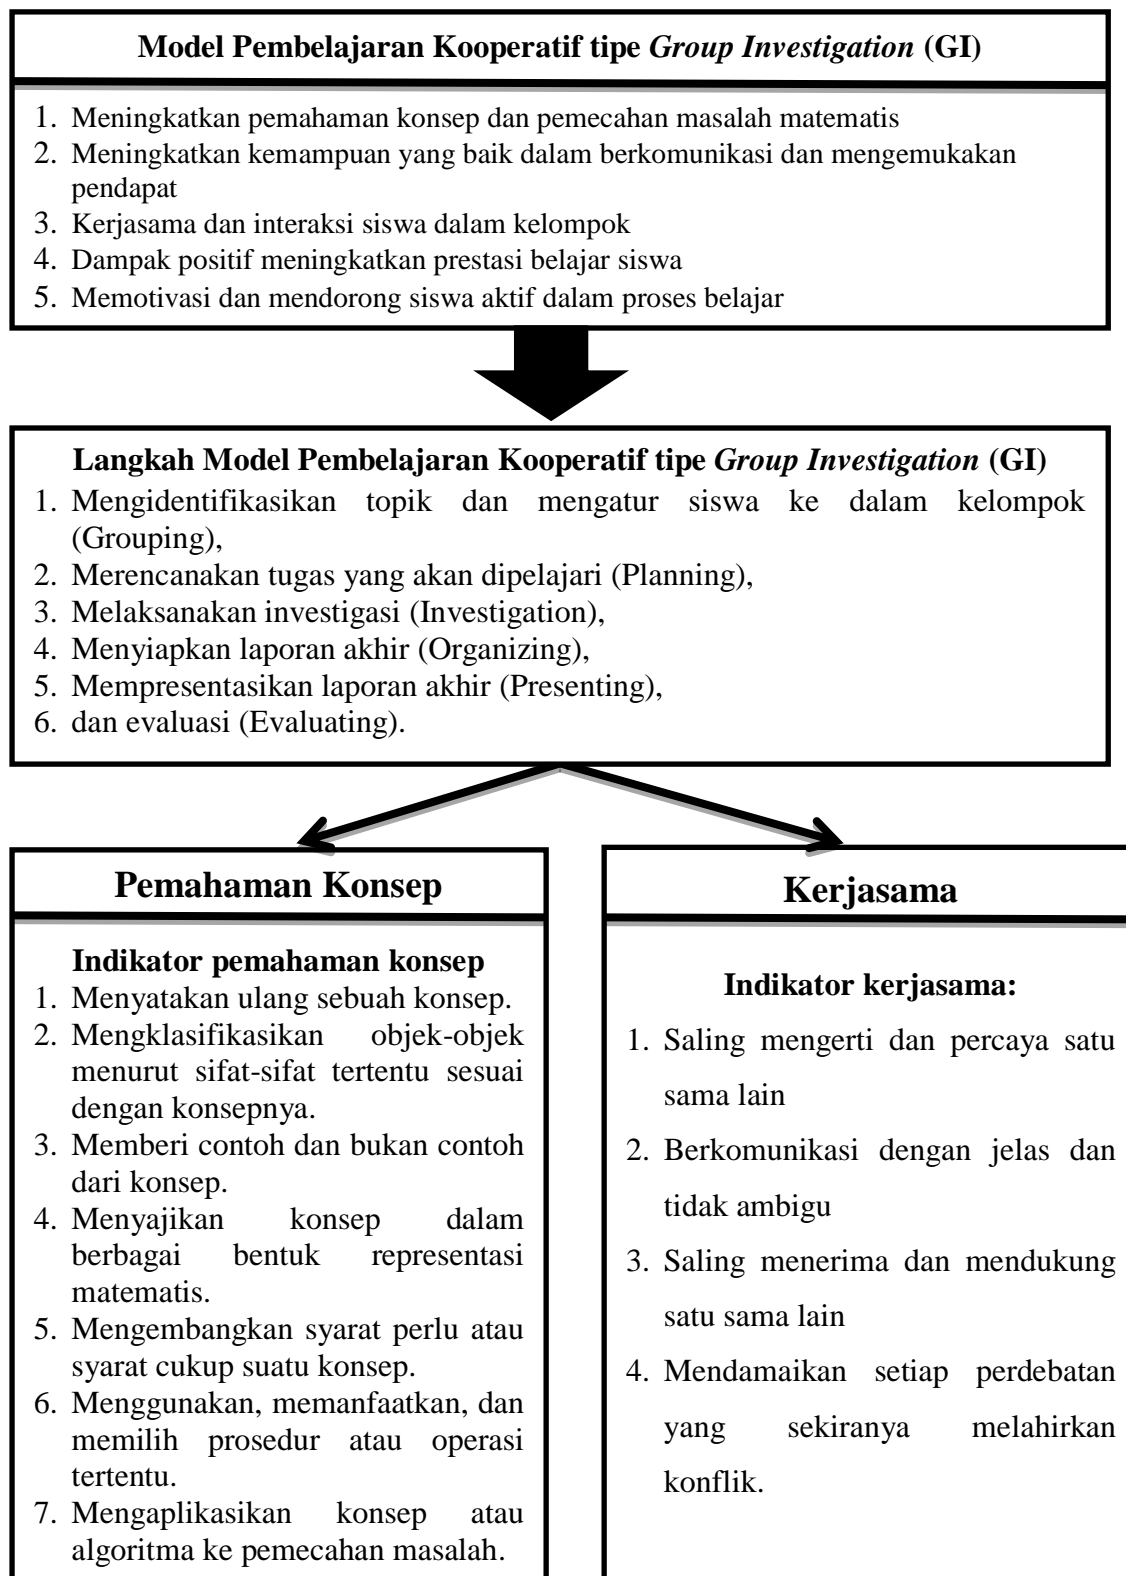 Model Pembelajaran Kooperatif tipe Group Investigation (GI)
1. Meningkatkan pemahaman konsep dan pemecahan masalah matematis
2. Meningkatkan kemampuan yang baik dalam berkomunikasi dan mengemukakan
pendapat
3. Kerjasama dan interaksi siswa dalam kelompok
4. Dampak positif meningkatkan prestasi belajar siswa
5. Memotivasi dan mendorong siswa aktif dalam proses belajar
Langkah Model Pembelajaran Kooperatif tipe Group Investigation (GI)
1. Mengidentifikasikan topik dan mengatur siswa ke dalam kelompok
(Grouping),
2. Merencanakan tugas yang akan dipelajari (Planning),
3. Melaksanakan investigasi (Investigation),
4. Menyiapkan laporan akhir (Organizing),
5. Mempresentasikan laporan akhir (Presenting),
6. dan evaluasi (Evaluating).
Pemahaman Konsep
Indikator pemahaman konsep
1. Menyatakan ulang sebuah konsep.
2. Mengklasifikasikan objek-objek
menurut sifat-sifat tertentu sesuai
dengan konsepnya.
3. Memberi contoh dan bukan contoh
dari konsep.
4. Menyajikan konsep dalam
berbagai bentuk representasi
matematis.
5. Mengembangkan syarat perlu atau
syarat cukup suatu konsep.
6. Menggunakan, memanfaatkan, dan
memilih prosedur atau operasi
tertentu.
7. Mengaplikasikan konsep atau
algoritma ke pemecahan masalah.
Kerjasama
Indikator kerjasama:
1. Saling mengerti dan percaya satu
sama lain
2. Berkomunikasi dengan jelas dan
tidak ambigu
3. Saling menerima dan mendukung
satu sama lain
4. Mendamaikan setiap perdebatan
yang sekiranya melahirkan
konflik.